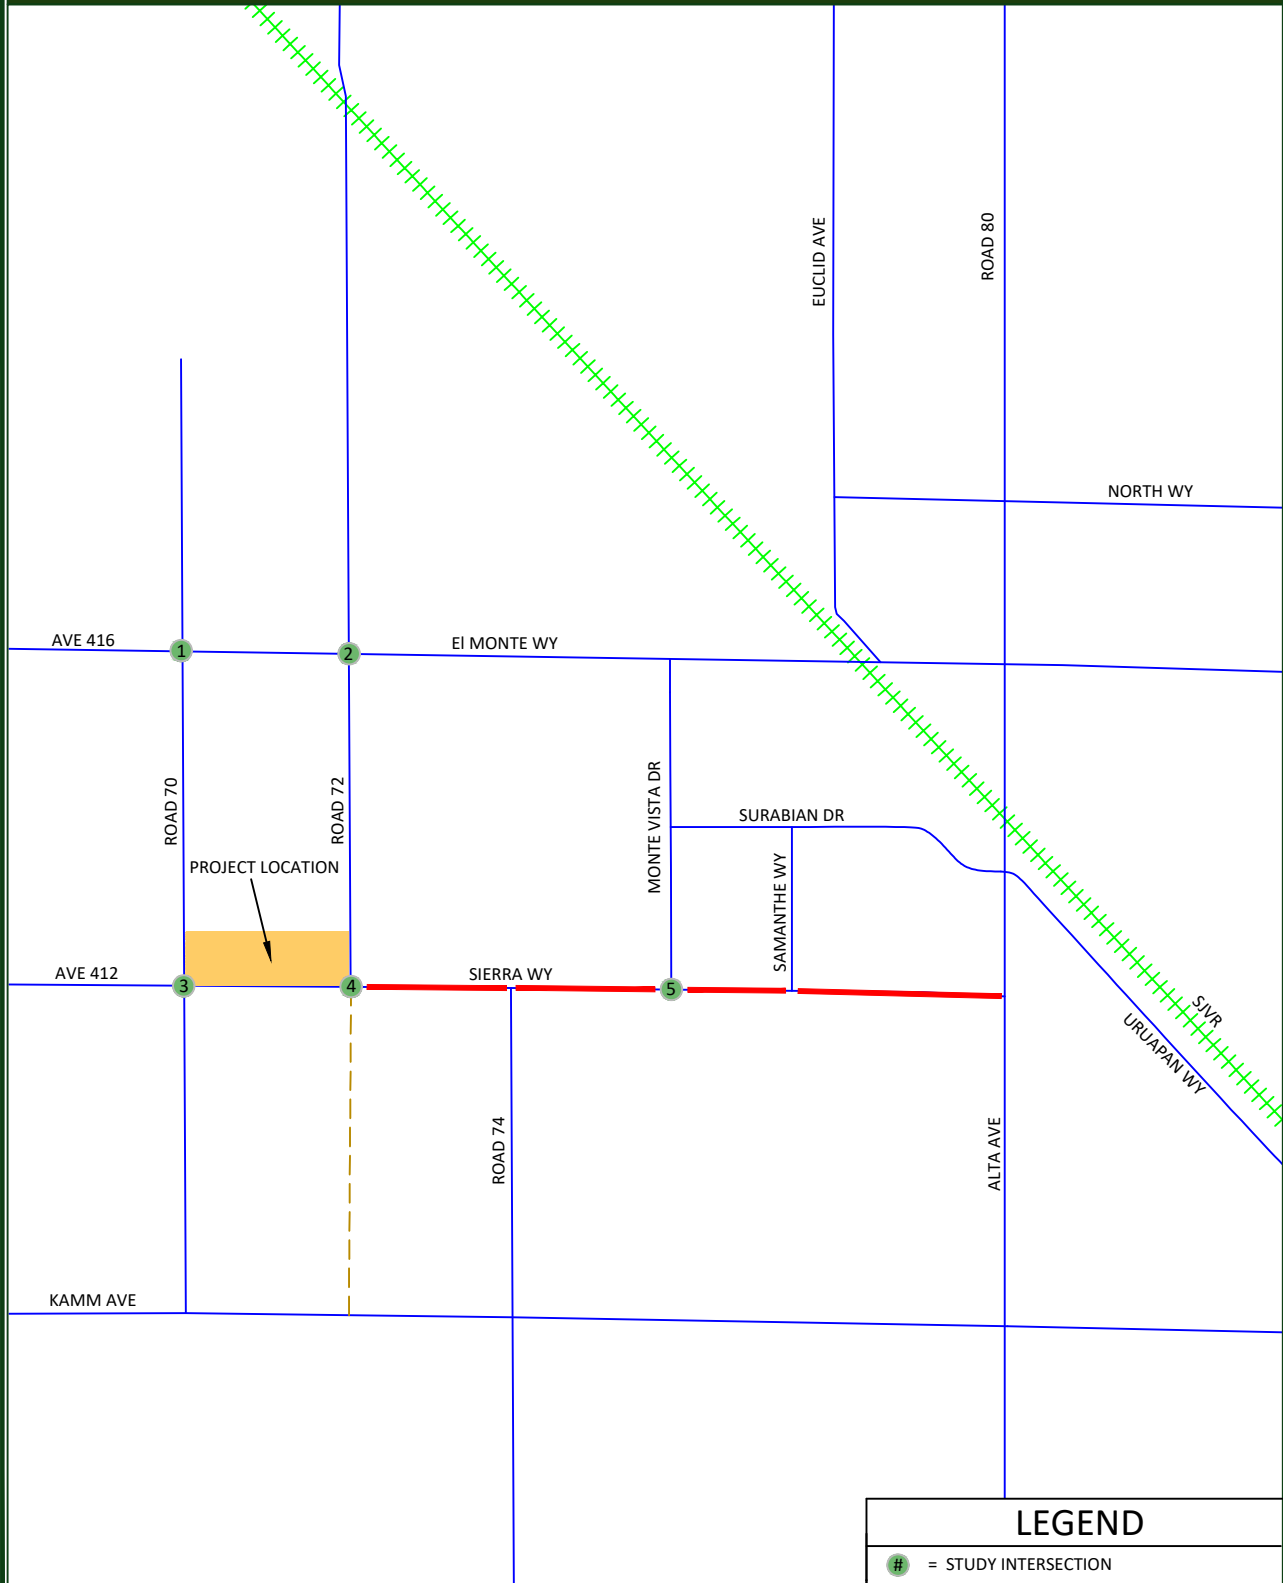 EUCLID AVE
ROAD 80
NORTH WY
AVE 416
1
2
El MONTE WY
ROAD 70
ROAD 72
MONTE VISTA DR
SURABIAN DR
SAMANTHE WY
PROJECT LOCATION
AVE 412
3
4
SIERRA WY
5
SJVR
URUAPAN WY
ROAD 74
ALTA AVE
KAMM AVE
LEGEND
# = STUDY INTERSECTION